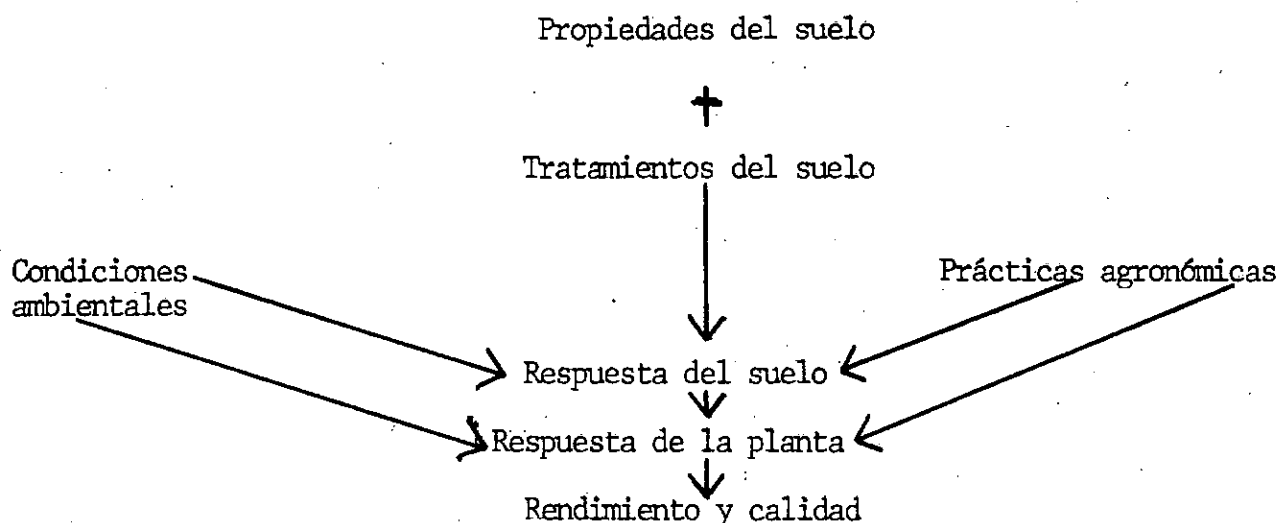 Propiedades del suelo
+
Tratamientos del suelo
Condiciones
ambientales
Prácticas agronómicas
Respuesta del suelo
Respuesta de la planta
Rendimiento y calidad